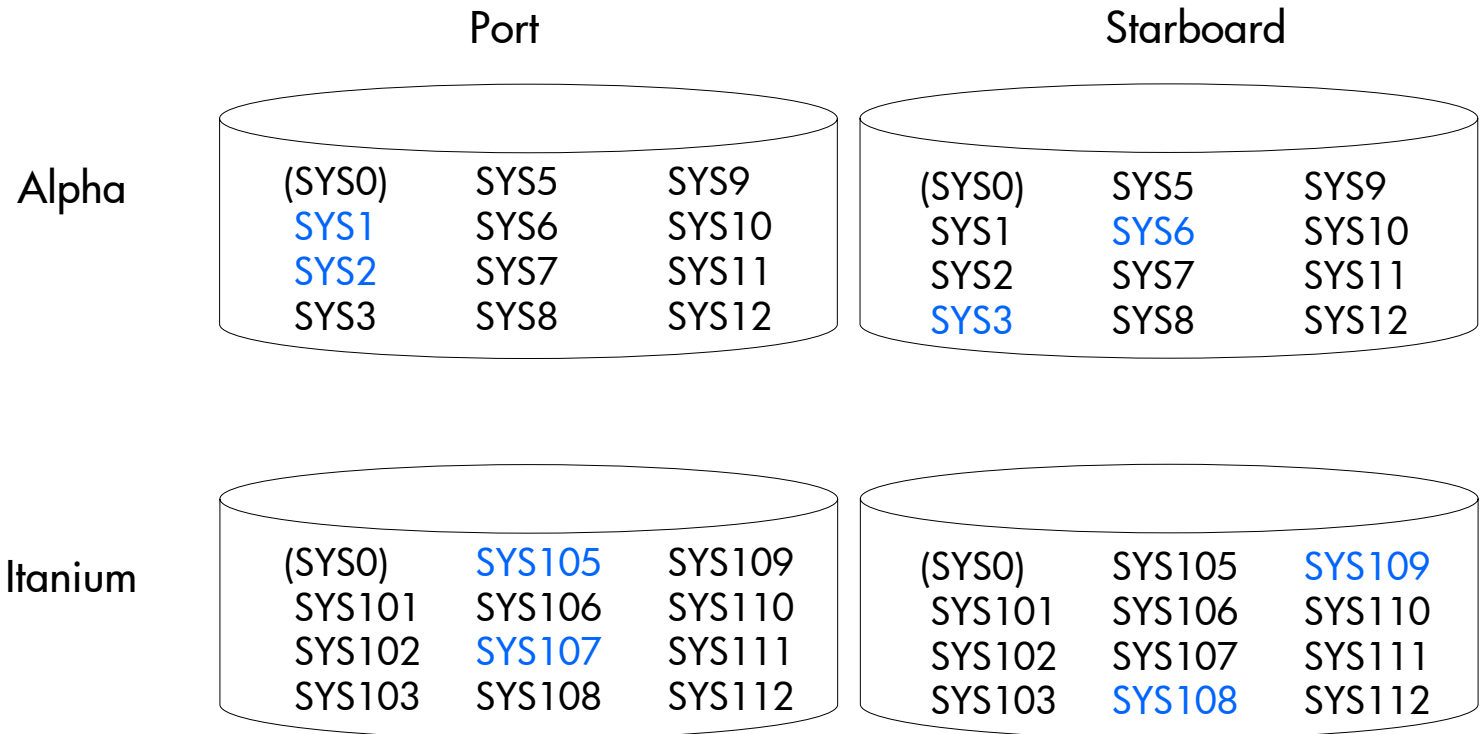 Port Starboard
Alpha
(SYS0) SYS5 SYS9
SYS1 SYS6 SYS10
SYS2 SYS7 SYS11
SYS3 SYS8 SYS12
(SYS0) SYS5 SYS9
SYS1 SYS6 SYS10
SYS2 SYS7 SYS11
SYS3 SYS8 SYS12
Itanium
(SYS0) SYS105 SYS109
SYS101 SYS106 SYS110
SYS102 SYS107 SYS111
SYS103 SYS108 SYS112
(SYS0) SYS105 SYS109
SYS101 SYS106 SYS110
SYS102 SYS107 SYS111
SYS103 SYS108 SYS112